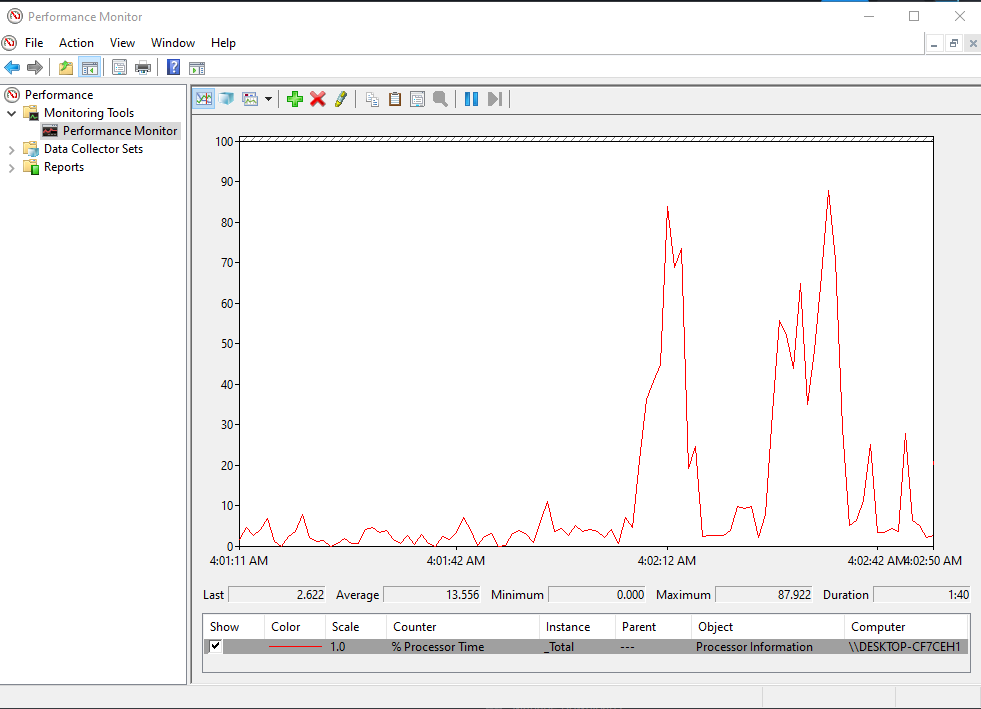 Performance Monitor
File Action View Window Help
Performance
Monitoring Tools
Performance Monitor
Data Collector Sets
Reports
100
90
80
70
60
50
40
30
20
10
0
4:01:11 AM 4:01:42 AM 4:02:12 AM 4:02:42 AM 4:02:50 AM
Last 2.622 Average 13.556 Minimum 0.000 Maximum 87.922 Duration 1:40
Show Color Scale Counter Instance Parent Object Computer
1.0 % Processor Time _Total --- Processor Information \\DESKTOP-CF7CEH1